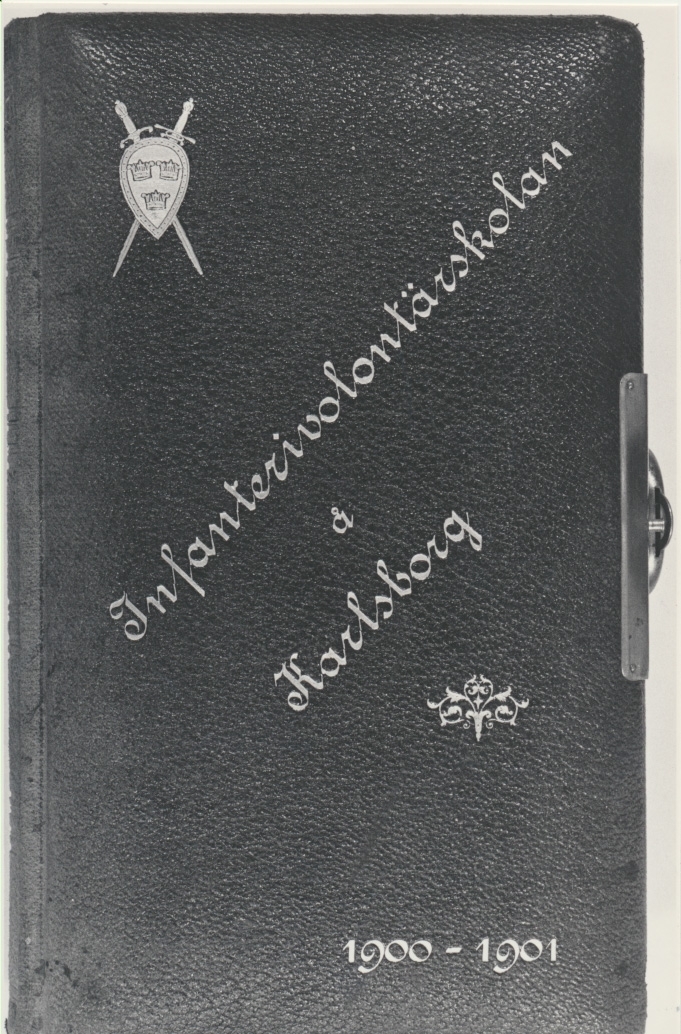 Infanterivolontärskolan
å
Karlsborg
1900 - 1901